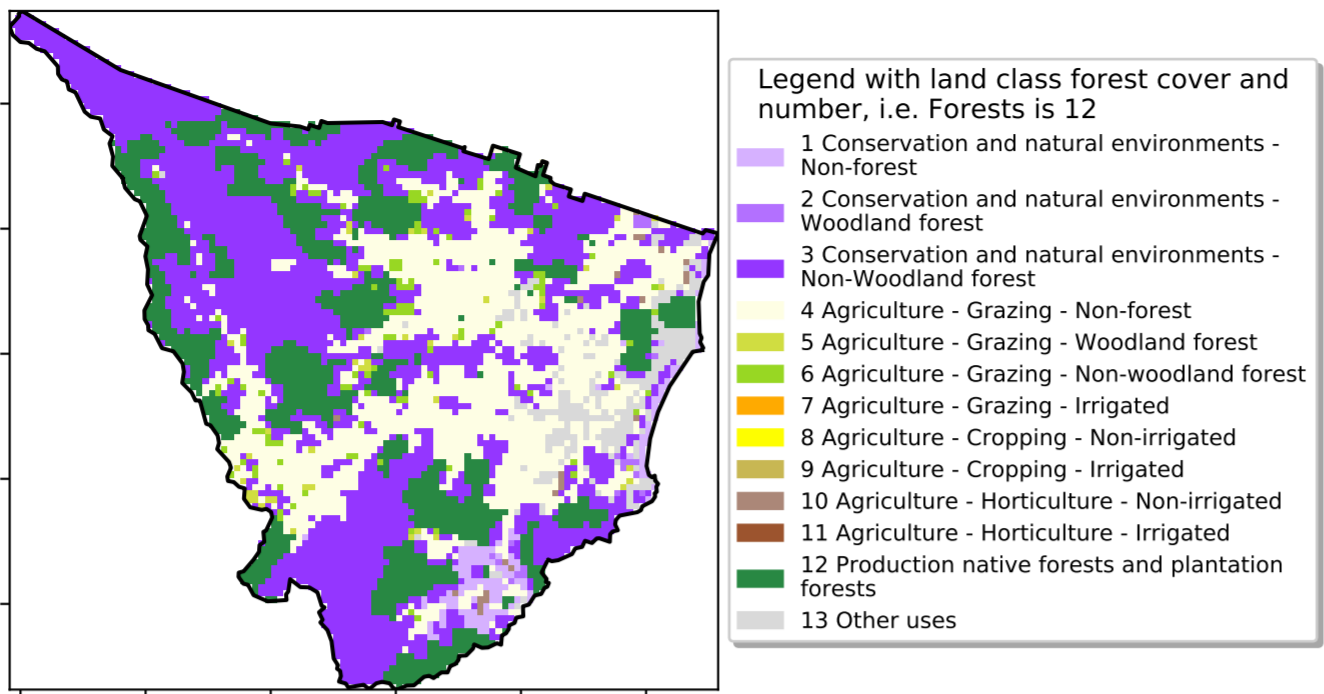 Legend with land class forest cover and
number, i.e. Forests is 12
1 Conservation and natural environments -
Non-forest
2 Conservation and natural environments -
Woodland forest
3 Conservation and natural environments -
Non-Woodland forest
4 Agriculture - Grazing - Non-forest
5 Agriculture - Grazing - Woodland forest
6 Agriculture - Grazing - Non-woodland forest
7 Agriculture - Grazing - Irrigated
8 Agriculture - Cropping - Non-irrigated
9 Agriculture - Cropping - Irrigated
10 Agriculture - Horticulture - Non-irrigated
11 Agriculture - Horticulture - Irrigated
12 Production native forests and plantation
forests
13 Other uses